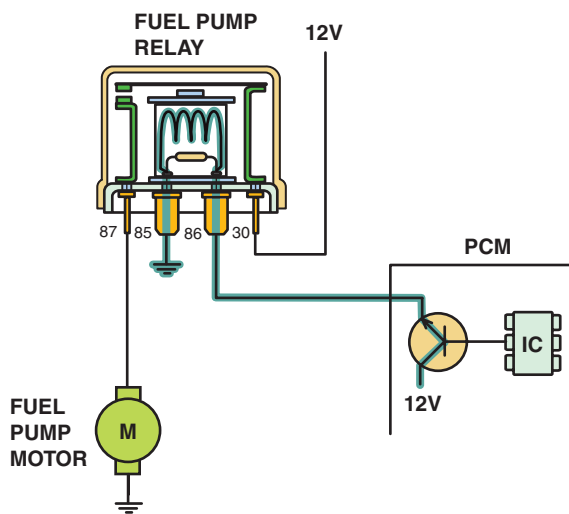 FUEL PUMP
RELAY
12V
87
85
86
30
PCM
IC
12V
FUEL
PUMP
MOTOR
M